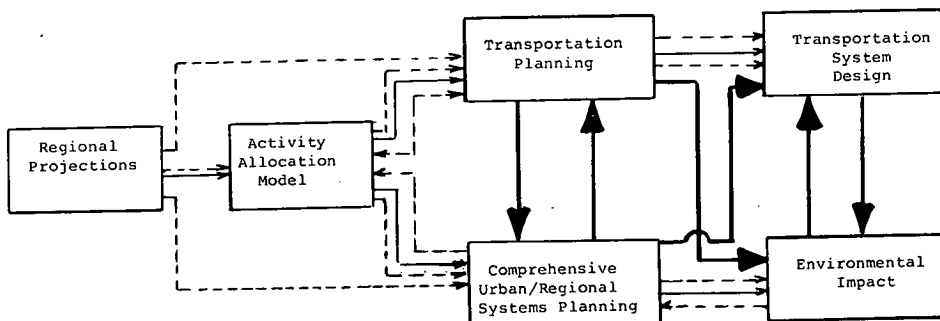 Regional
Projections
Activity
Allocation
Model
Transportation
Planning
Comprehensive
Urban/Regional
Systems Planning
Transportation
System
Design
Environmental
Impact